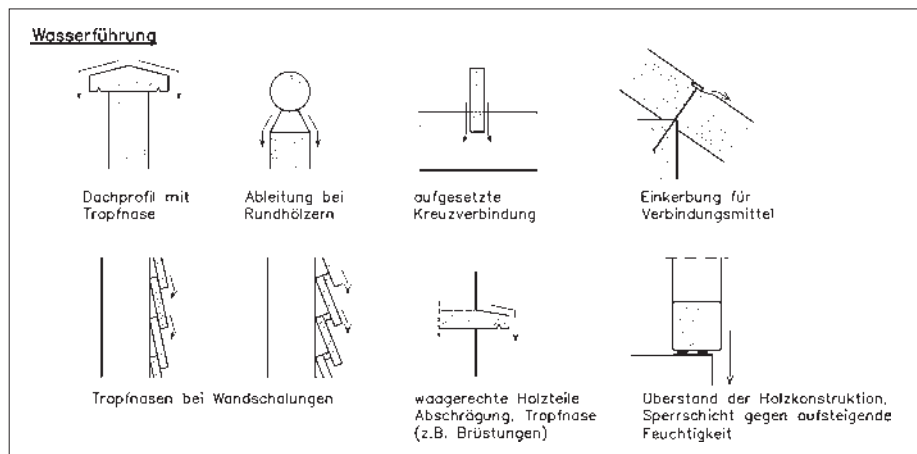 Wasserführung
Dachprofil mit
Tropfnase
Ableitung bei
Rundhölzern
aufgesetzte
Kreuzverbindung
Einkerbung für
Verbindungsmittel
Tropfnasen bei Wandschalungen
waagerechte Holzteile
Abschrägung, Tropfnase
(z.B. Brüstungen)
Überstand der Holzkonstruktion,
Sperrschicht gegen aufsteigende
Feuchtigkeit